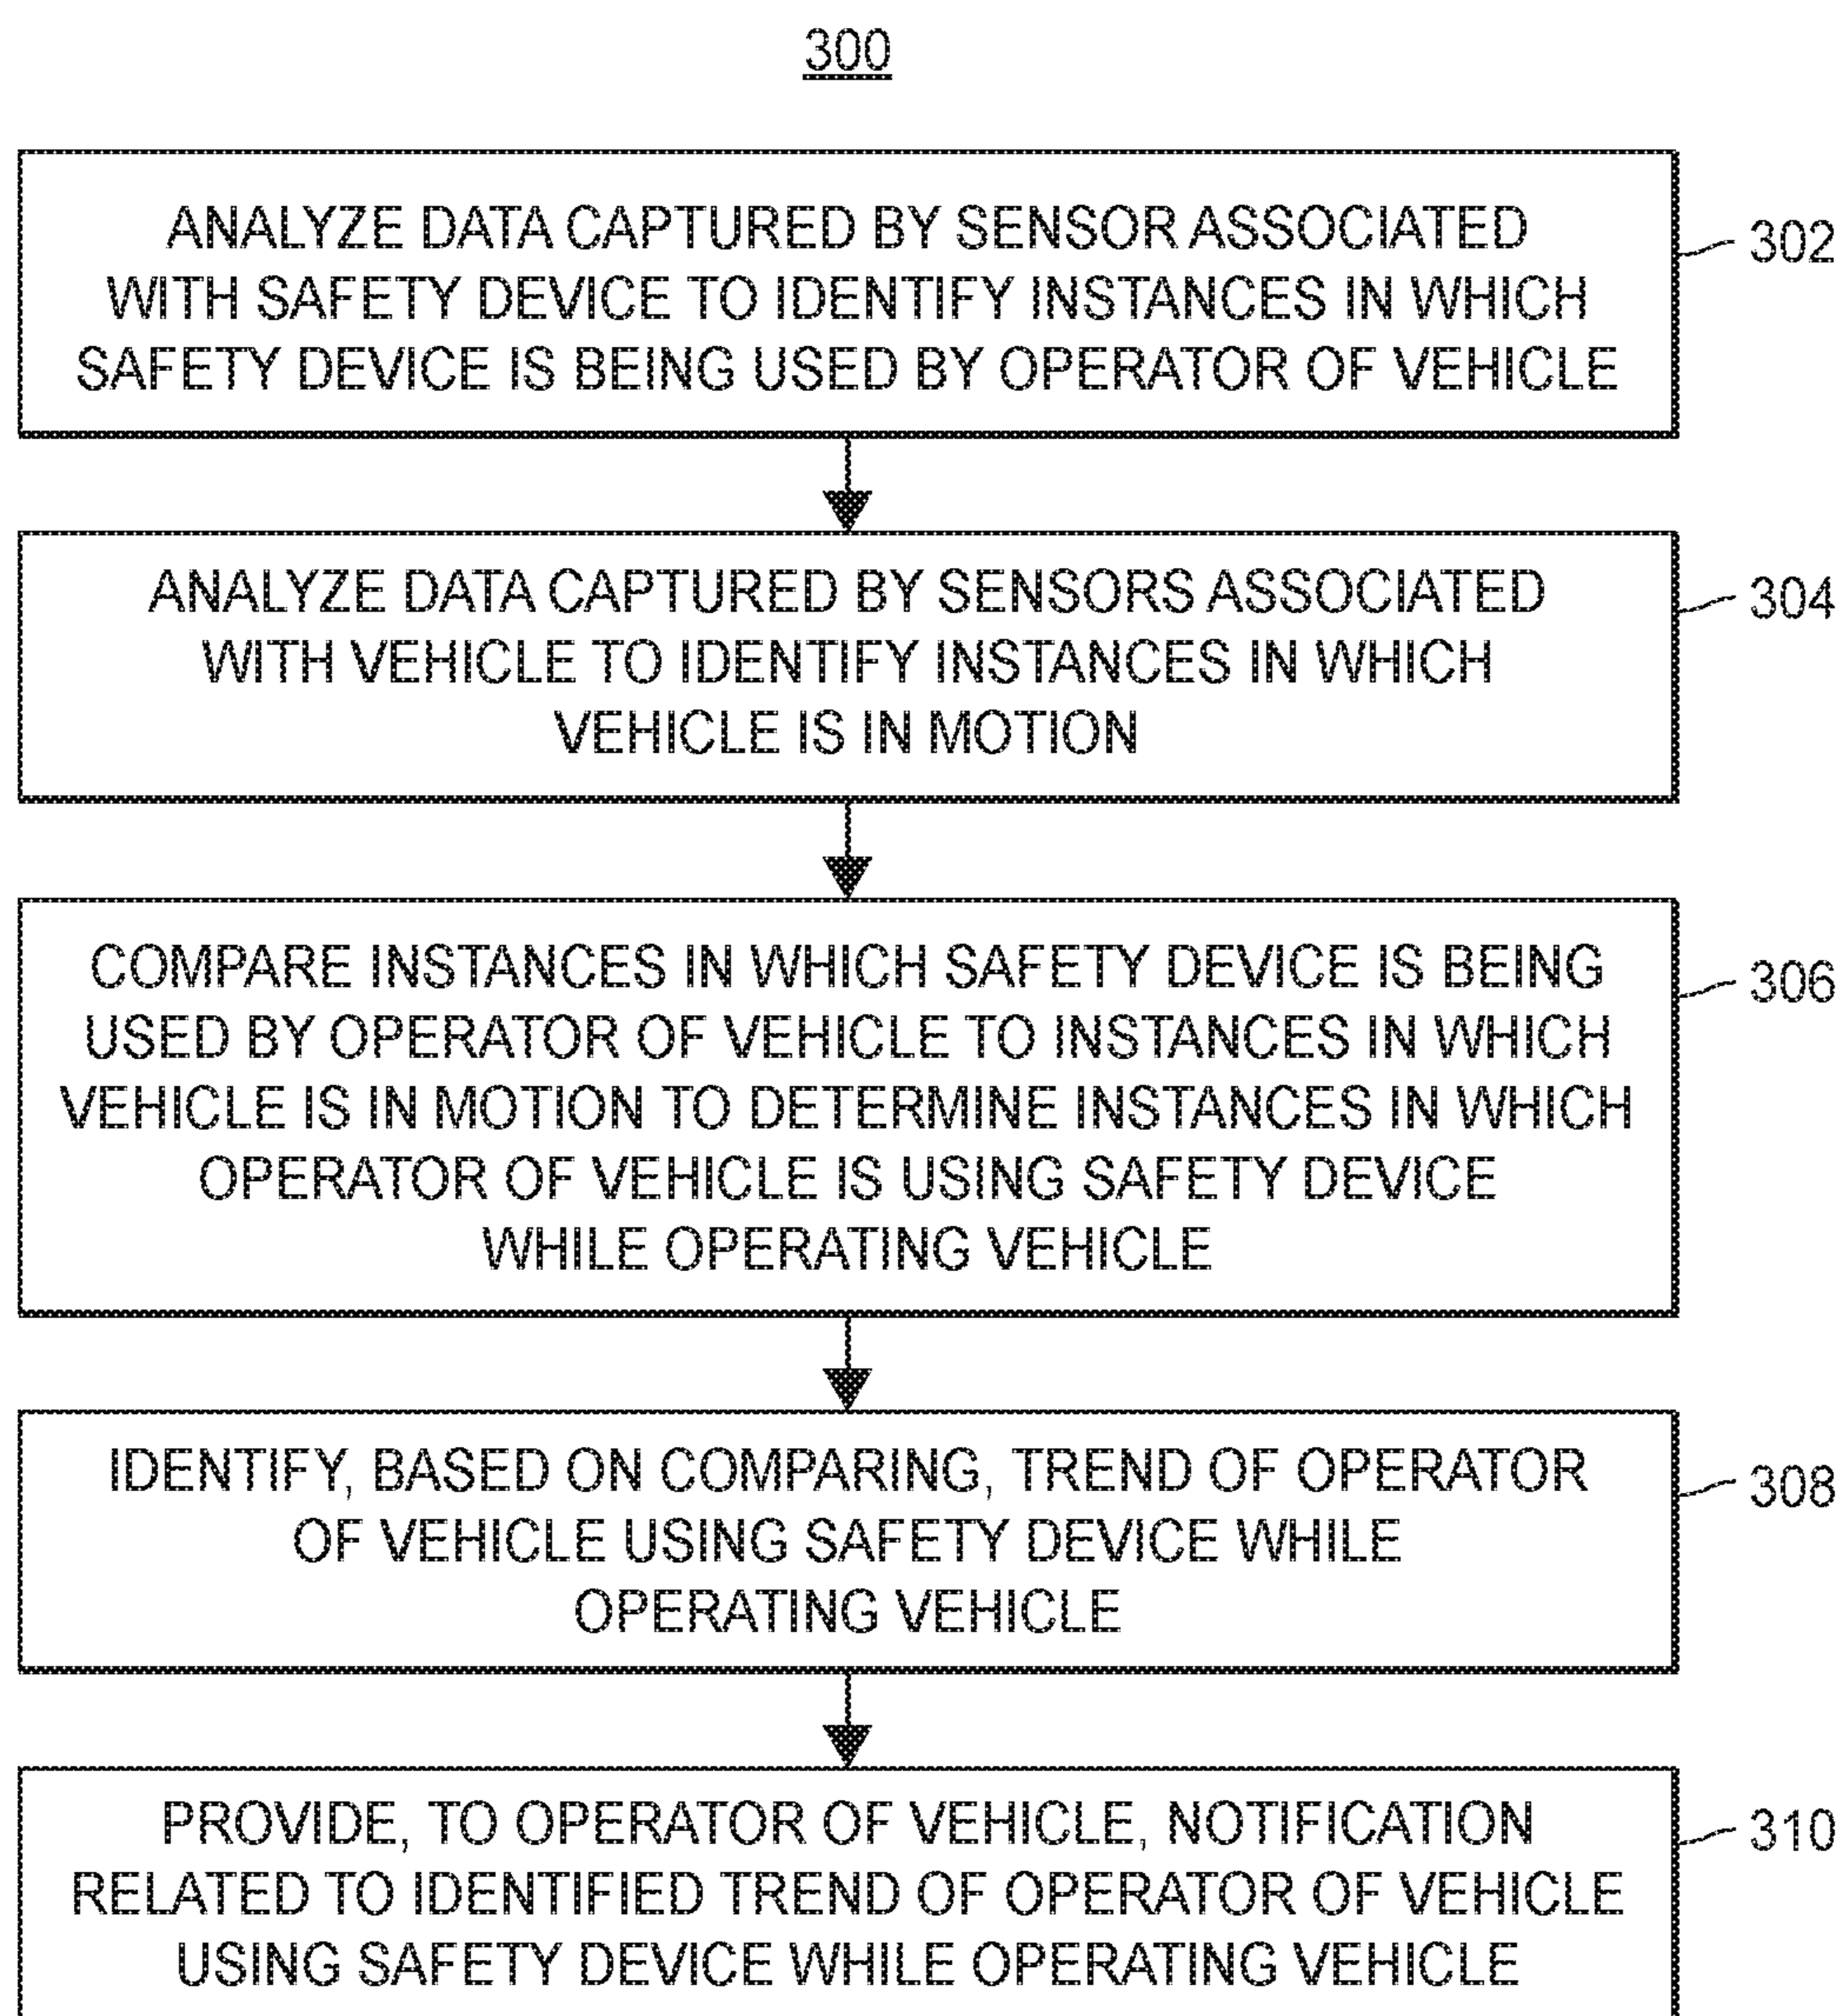 300
ANALYZE DATA CAPTURED BY SENSOR ASSOCIATED
WITH SAFETY DEVICE TO IDENTIFY INSTANCES IN WHICH
SAFETY DEVICE IS BEING USED BY OPERATOR OF VEHICLE
302
ANALYZE DATA CAPTURED BY SENSORS ASSOCIATED
WITH VEHICLE TO IDENTIFY INSTANCES IN WHICH
VEHICLE IS IN MOTION
304
COMPARE INSTANCES IN WHICH SAFETY DEVICE IS BEING
USED BY OPERATOR OF VEHICLE TO INSTANCES IN WHICH
VEHICLE IS IN MOTION TO DETERMINE INSTANCES IN WHICH
OPERATOR OF VEHICLE IS USING SAFETY DEVICE
WHILE OPERATING VEHICLE
306
IDENTIFY, BASED ON COMPARING, TREND OF OPERATOR
OF VEHICLE USING SAFETY DEVICE WHILE
OPERATING VEHICLE
308
PROVIDE, TO OPERATOR OF VEHICLE, NOTIFICATION
RELATED TO IDENTIFIED TREND OF OPERATOR OF VEHICLE
USING SAFETY DEVICE WHILE OPERATING VEHICLE
310